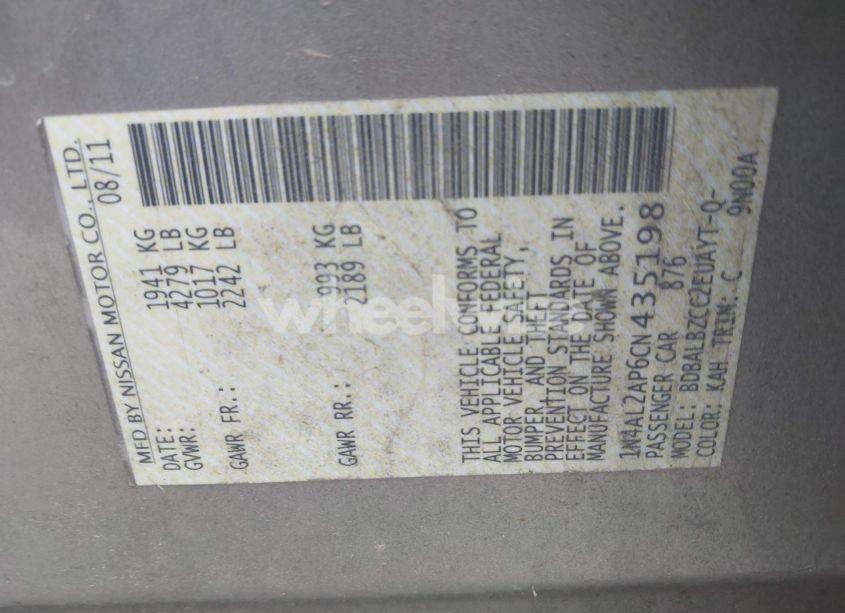 MFD BY NISSAN MOTOR CO., LTD.
DATE: 08/11
GVWR: 1941 KG
4279 LB
GAWR FR.: 1017 KG
2242 LB
GAWR RR.: 993 KG
2189 LB
THIS VEHICLE CONFORMS TO
ALL APPLICABLE FEDERAL
MOTOR VEHICLE SAFETY,
BUMPER, AND THEFT
PREVENTION STANDARDS IN
EFFECT ON THE DATE OF
MANUFACTURE SHOWN ABOVE.
1N4AL2AP6CN435198
PASSENGER CAR 876
MODEL: BDBALBZCC2EUAYT-Q-
COLOR: KAH TRIM: C 9N00A